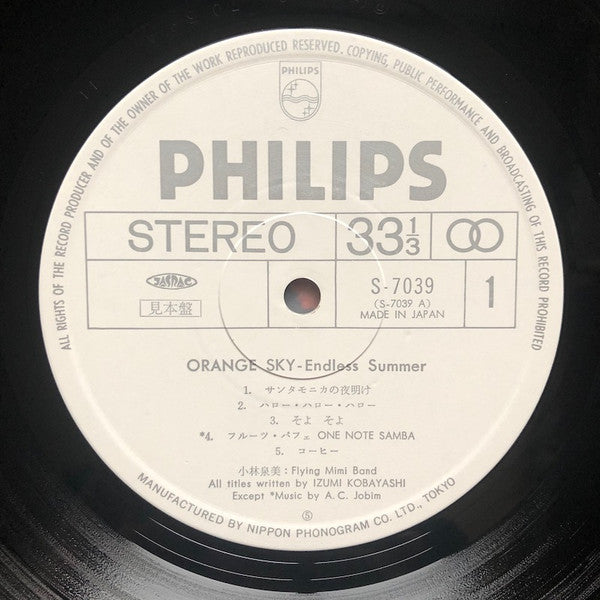 ALL RIGHTS OF THE RECORD PRODUCER AND OF THE OWNER OF THE WORK REPRODUCED RESERVED. COPYING, PUBLIC PERFORMANCE AND BROADCASTING OF THIS RECORD PROHIBITED
PHILIPS
PHILIPS
STEREO 33 1/3
JASRAC
見本盤
S-7039
(S-7039 A)
MADE IN JAPAN
1
ORANGE SKY-Endless Summer
1. サンタモニカの夜明け
2. ハロー・ハロー・ハロー
3. そよ そよ
*4. フルーツ・パフェ ONE NOTE SAMBA
5. コーヒー
小林泉美:Flying Mimi Band
All titles written by IZUMI KOBAYASHI
Except *Music by A. C. Jobim
Ⓢ
MANUFACTURED BY NIPPON PHONOGRAM CO. LTD., TOKYO